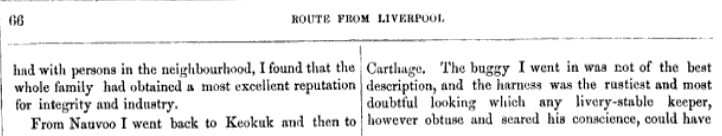 66
ROUTE FROM LIVERPOOL
had with persons in the neighbourhood, I found that the
whole family had obtained a most excellent reputation
for integrity and industry.
From Nauvoo I went back to Keokuk and then to
Carthage. The buggy I went in was not of the best
description, and the harness was the rustiest and most
doubtful looking which any livery-stable keeper,
however obtuse and seared his conscience, could have